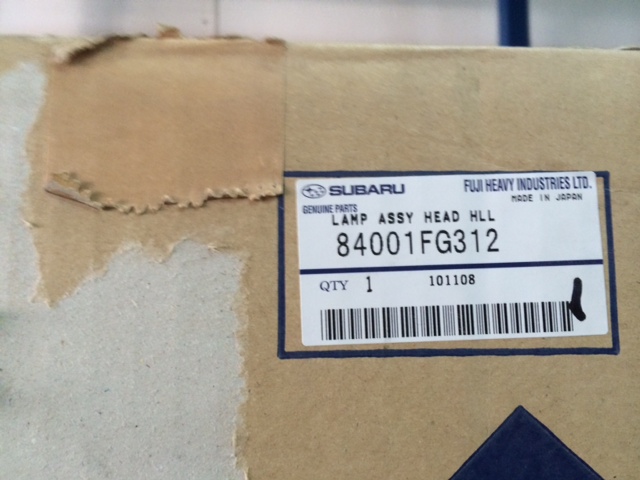 SUBARU FUJI HEAVY INDUSTRIES LTD.
GENUINE PARTS MADE IN JAPAN
LAMP ASSY HEAD HLL
84001FG312
QTY 1 101108